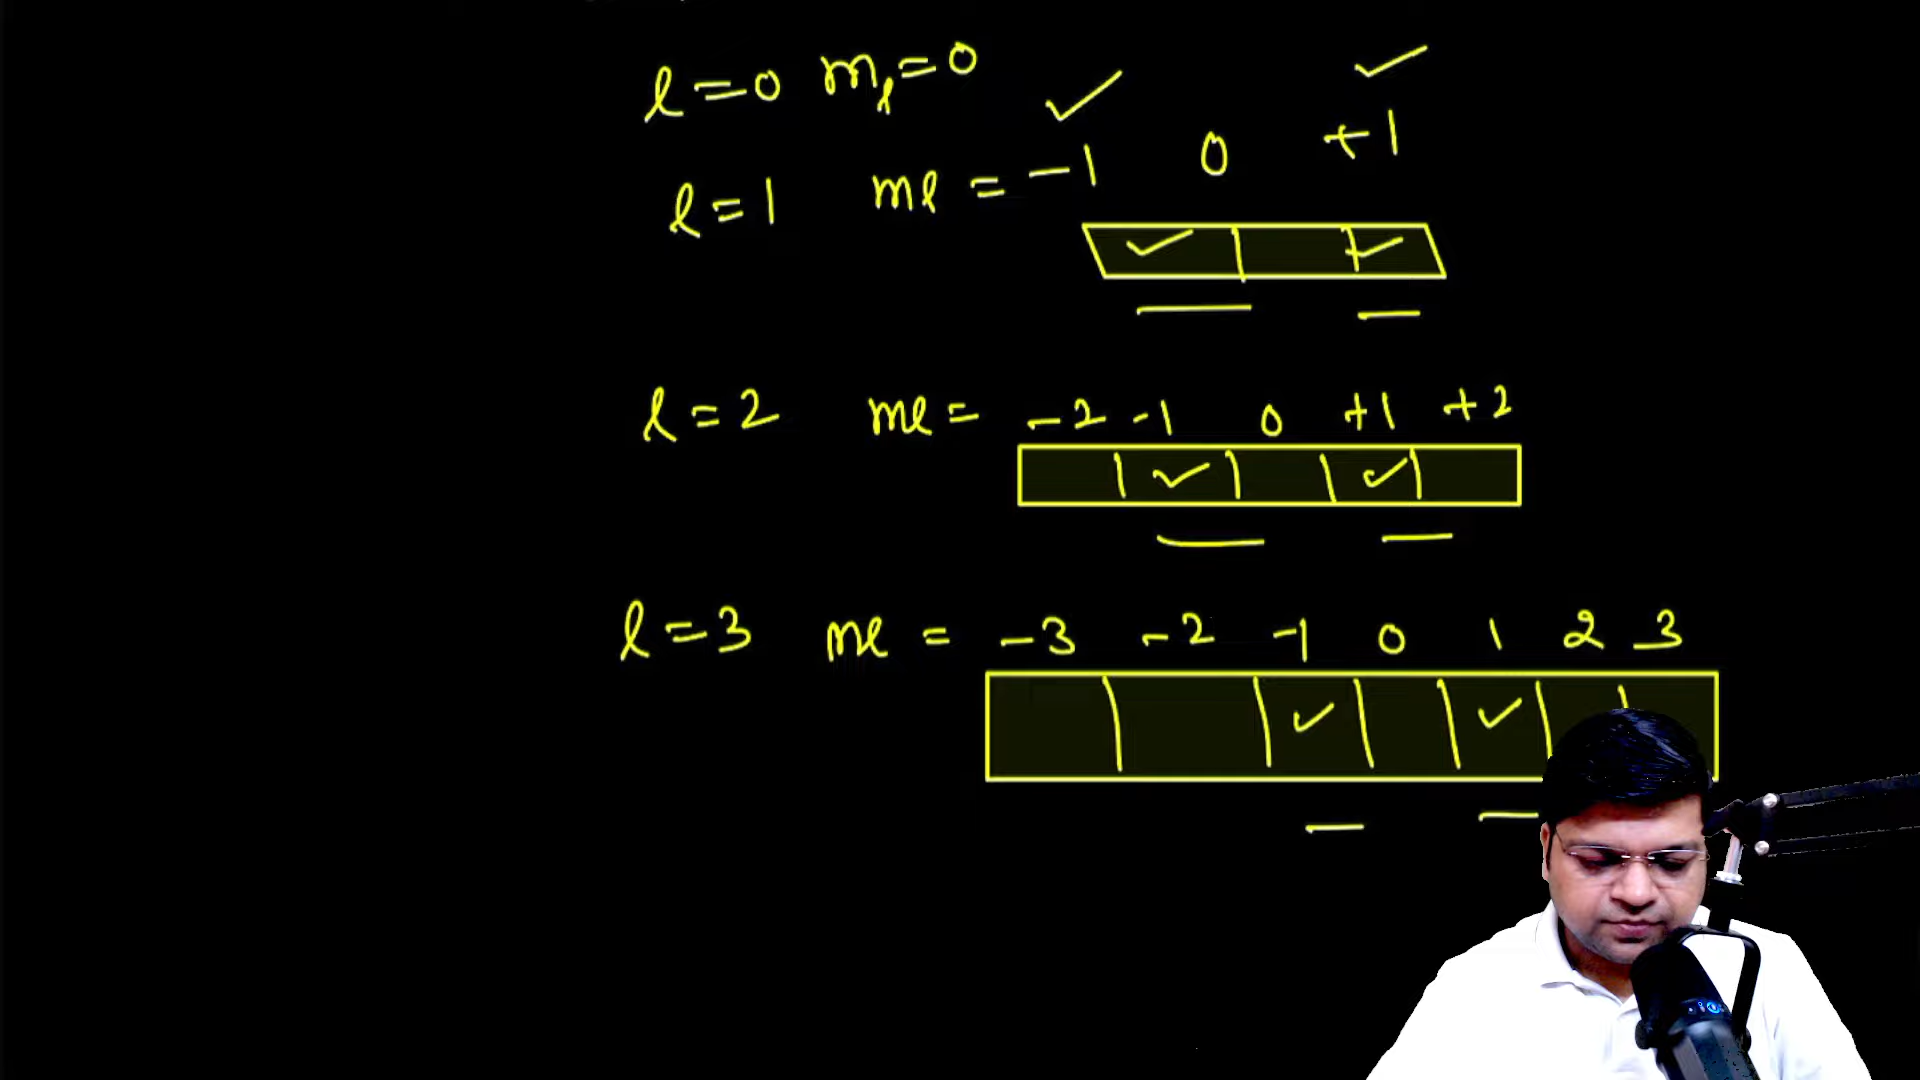 l=0 ml=0
l=1 ml = -1 0 +1
l=2 ml= -2 -1 0 +1 +2
l=3 ml = -3 -2 -1 0 1 2 3